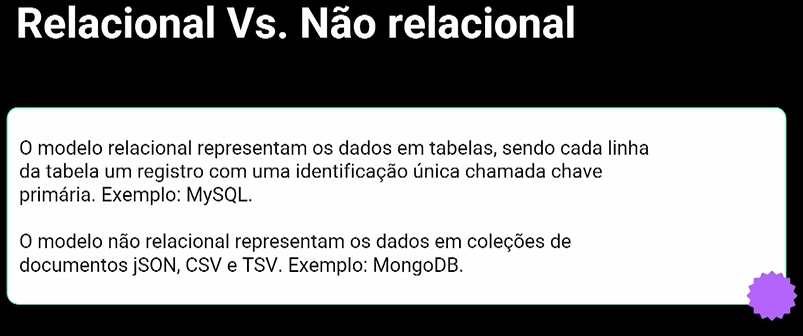 Relacional Vs. Não relacional
O modelo relacional representam os dados em tabelas, sendo cada linha
da tabela um registro com uma identificação única chamada chave
primária. Exemplo: MySQL.
O modelo não relacional representam os dados em coleções de
documentos jSON, CSV e TSV. Exemplo: MongoDB.